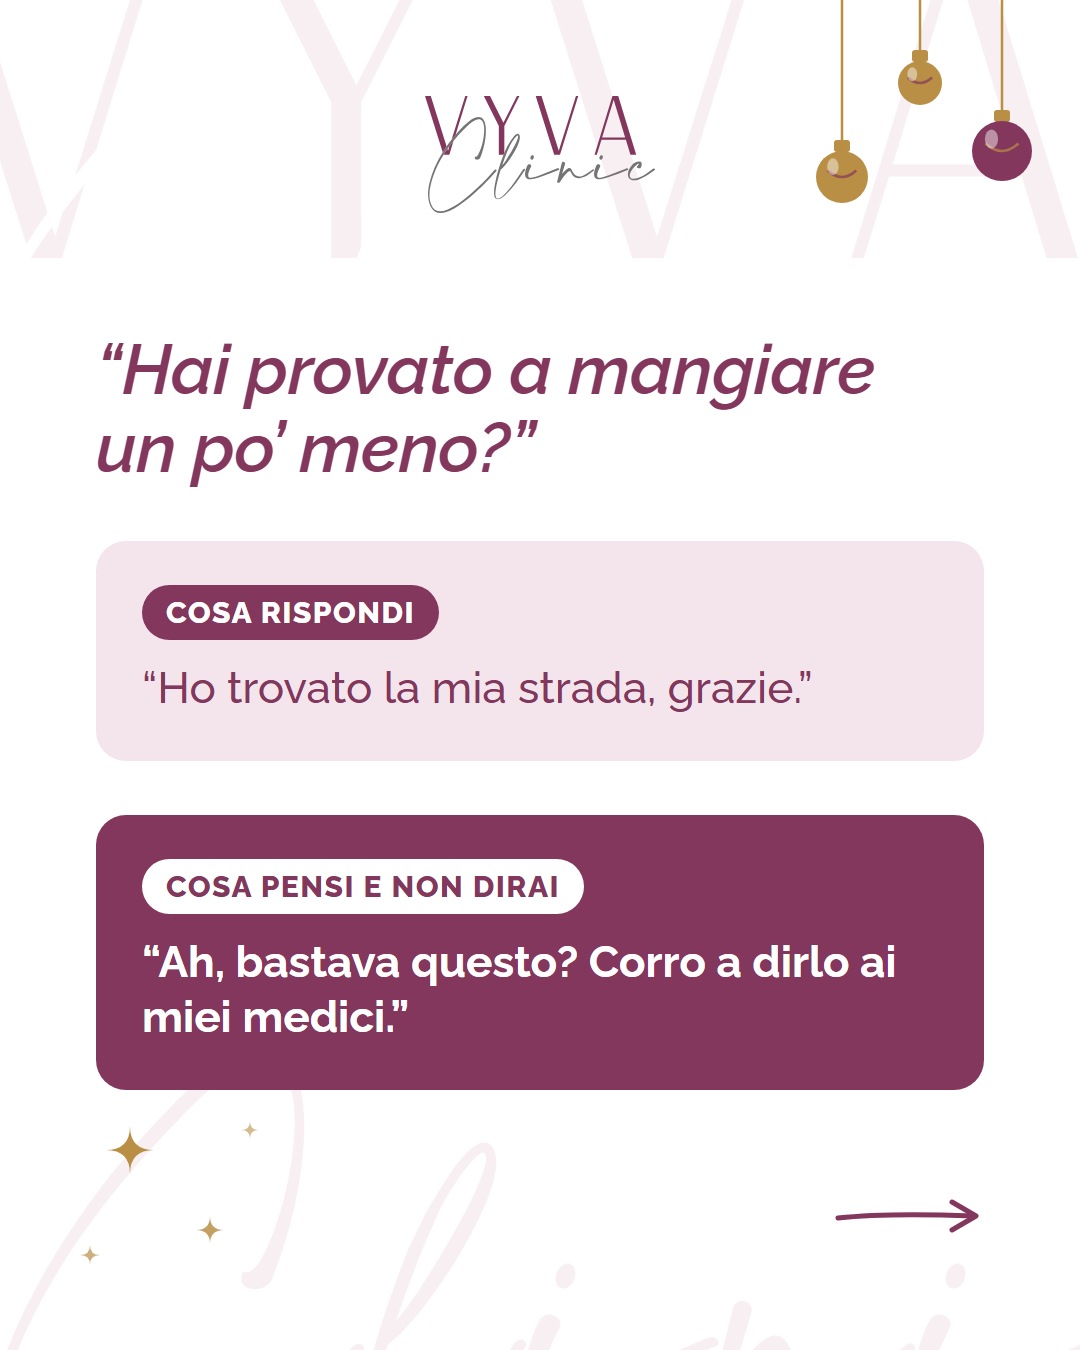 VYVA
Clinic
“Hai provato a mangiare
un po’ meno?”
COSA RISPONDI
“Ho trovato la mia strada, grazie.”
COSA PENSI E NON DIRAI
“Ah, bastava questo? Corro a dirlo ai
miei medici.”